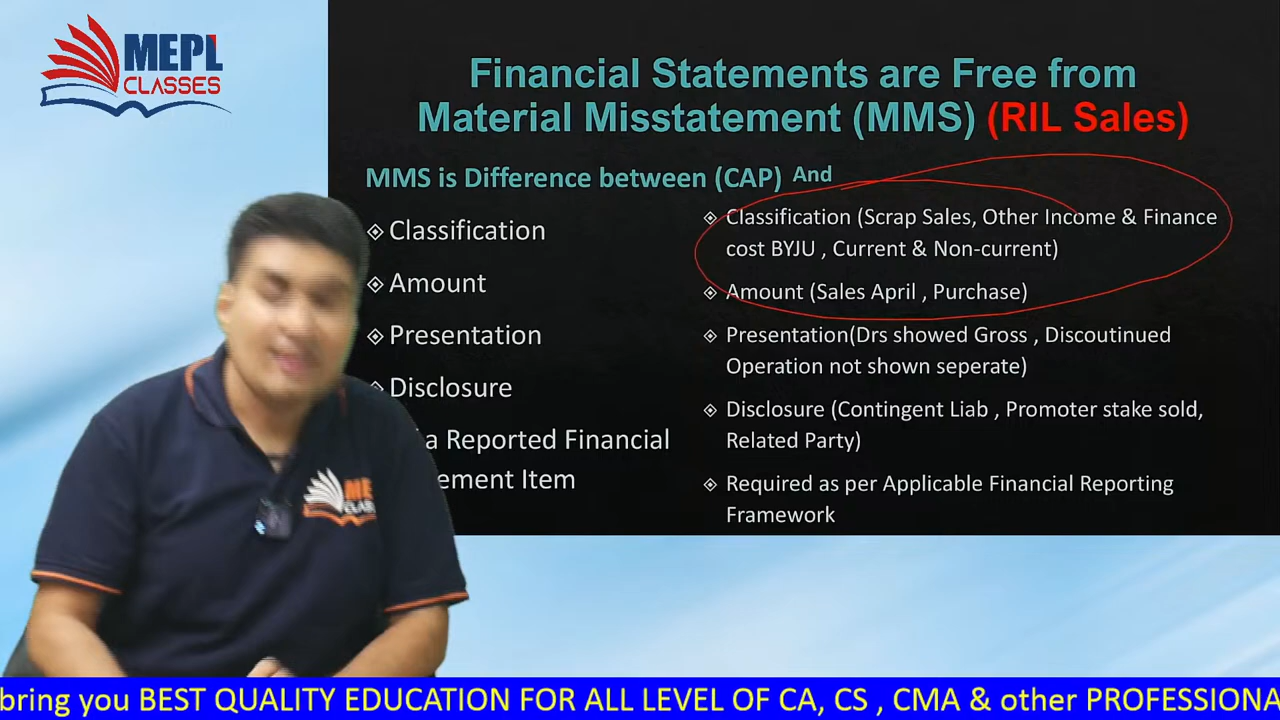 MEPL
CLASSES
Financial Statements are Free from
Material Misstatement (MMS) (RIL Sales)
MMS is Difference between (CAP) And
Classification
Amount
Presentation
Disclosure
a Reported Financial
ement Item
Classification (Scrap Sales, Other Income & Finance
cost BYJU , Current & Non-current)
Amount (Sales April , Purchase)
Presentation(Drs showed Gross , Discoutinued
Operation not shown seperate)
Disclosure (Contingent Liab , Promoter stake sold,
Related Party)
Required as per Applicable Financial Reporting
Framework
bring you BEST QUALITY EDUCATION FOR ALL LEVEL OF CA, CS , CMA & other PROFESSIONA